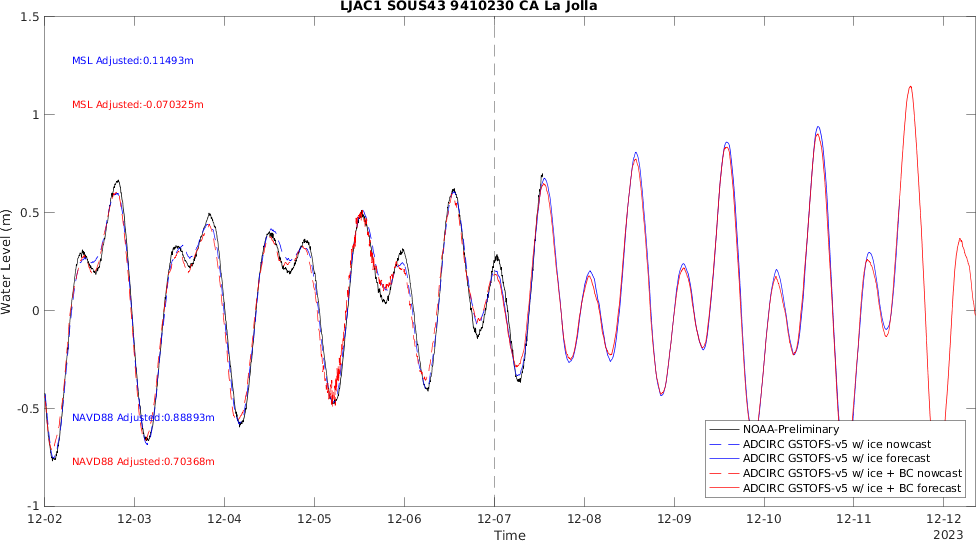 LJAC1 SOUS43 9410230 CA La Jolla
1.5
1
0.5
0
-0.5
-1
Water Level (m)
MSL Adjusted:0.11493m
MSL Adjusted:-0.070325m
NAVD88 Adjusted:0.88893m
NAVD88 Adjusted:0.70368m
NOAA-Preliminary
ADCIRC GSTOFS-v5 w/ ice nowcast
ADCIRC GSTOFS-v5 w/ ice forecast
ADCIRC GSTOFS-v5 w/ ice + BC nowcast
ADCIRC GSTOFS-v5 w/ ice + BC forecast
12-02 12-03 12-04 12-05 12-06 12-07 12-08 12-09 12-10 12-11 12-12
2023
Time